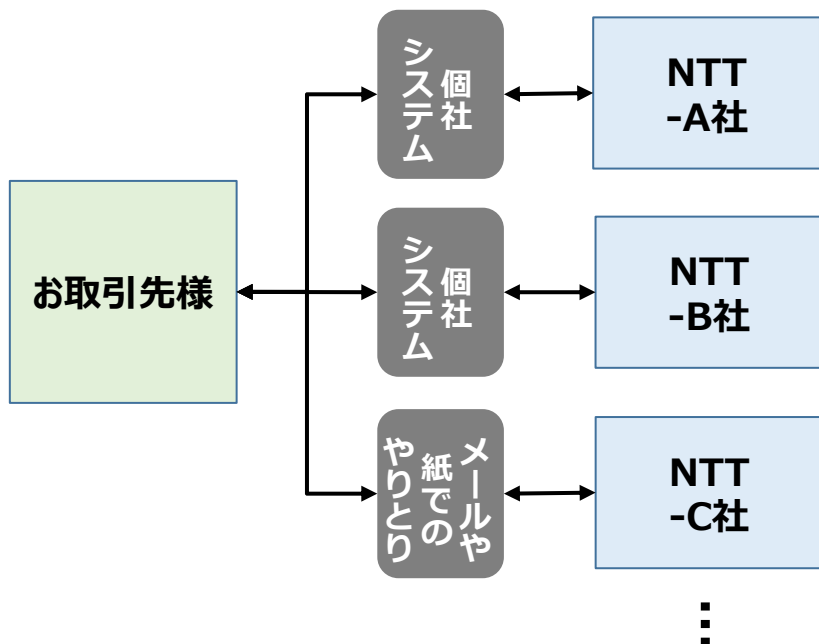 お取引先様
個社
システム
NTT
-A社
個社
システム
NTT
-B社
メールや
紙での
やりとり
NTT
-C社
⋮